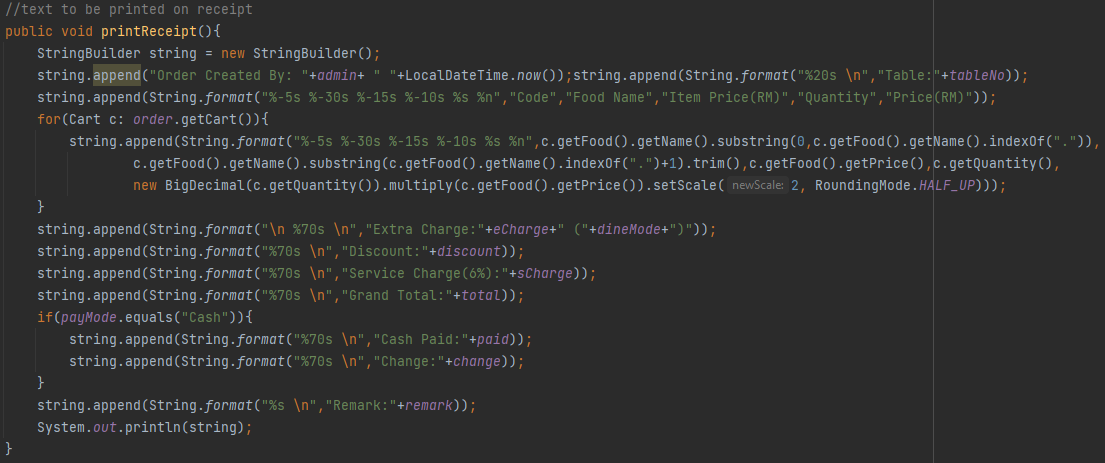 //text to be printed on receipt
public void printReceipt(){
    StringBuilder string = new StringBuilder();
    string.append("Order Created By: "+admin+ " "+LocalDateTime.now());string.append(String.format("%20s \n","Table:"+tableNo));
    string.append(String.format("%-5s %-30s %-15s %-10s %s %n","Code","Food Name","Item Price(RM)","Quantity","Price(RM)"));
    for(Cart c: order.getCart()){
        string.append(String.format("%-5s %-30s %-15s %-10s %s %n",c.getFood().getName().substring(0,c.getFood().getName().indexOf(".")),
                c.getFood().getName().substring(c.getFood().getName().indexOf(".")+1).trim(),c.getFood().getPrice(),c.getQuantity(),
                new BigDecimal(c.getQuantity()).multiply(c.getFood().getPrice()).setScale( newScale: 2, RoundingMode.HALF_UP)));
    }
    string.append(String.format("\n %70s \n","Extra Charge:"+eCharge+" ("+dineMode+")"));
    string.append(String.format("%70s \n","Discount:"+discount));
    string.append(String.format("%70s \n","Service Charge(6%):"+sCharge));
    string.append(String.format("%70s \n","Grand Total:"+total));
    if(payMode.equals("Cash")){
        string.append(String.format("%70s \n","Cash Paid:"+paid));
        string.append(String.format("%70s \n","Change:"+change));
    }
    string.append(String.format("%s \n","Remark:"+remark));
    System.out.println(string);
}